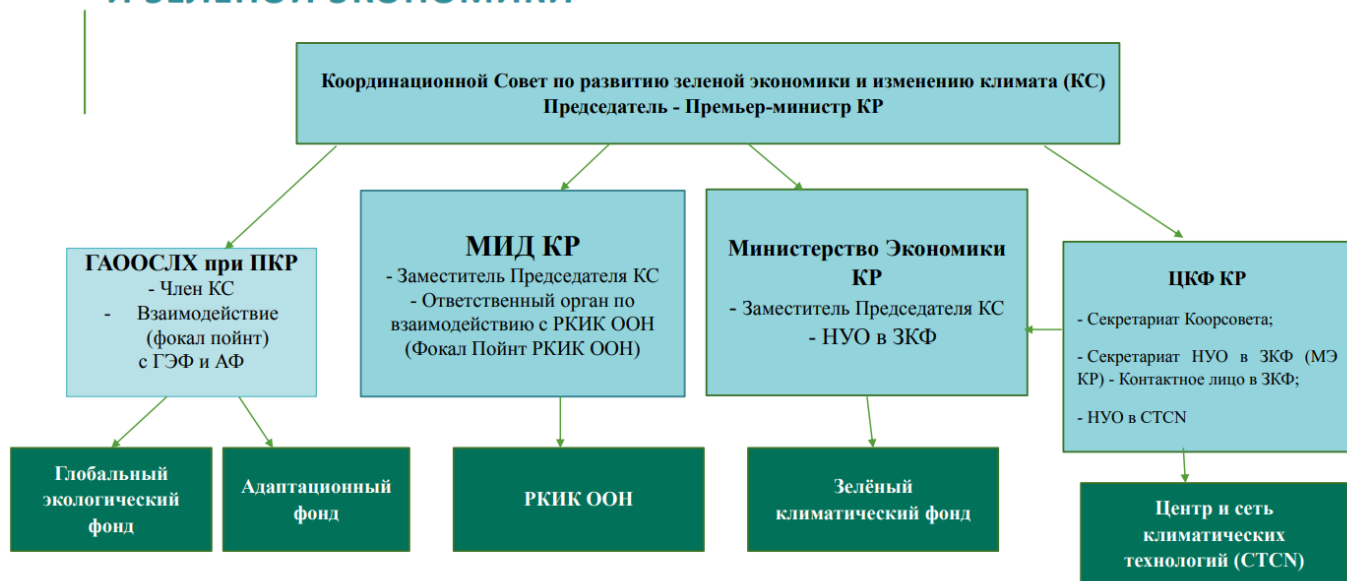 И ЗЕЛЕНОЙ ЭКОНОМИКИ
Координационной Совет по развитию зеленой экономики и изменению климата (КС)
Председатель - Премьер-министр КР
ГАООСЛХ при ПКР
- Член КС
- Взаимодействие
(фокал пойнт)
с ГЭФ и АФ
МИД КР
- Заместитель Председателя КС
- Ответственный орган по
взаимодействию с РКИК ООН
(Фокал Пойнт РКИК ООН)
Министерство Экономики
КР
- Заместитель Председателя КС
- НУО в ЗКФ
ЦКФ КР
- Секретариат Коорсовета;
- Секретариат НУО в ЗКФ (МЭ
КР) - Контактное лицо в ЗКФ;
- НУО в CTCN
Глобальный
экологический
фонд
Адаптационный
фонд
РКИК ООН
Зелёный
климатический фонд
Центр и сеть
климатических
технологий (CTCN)